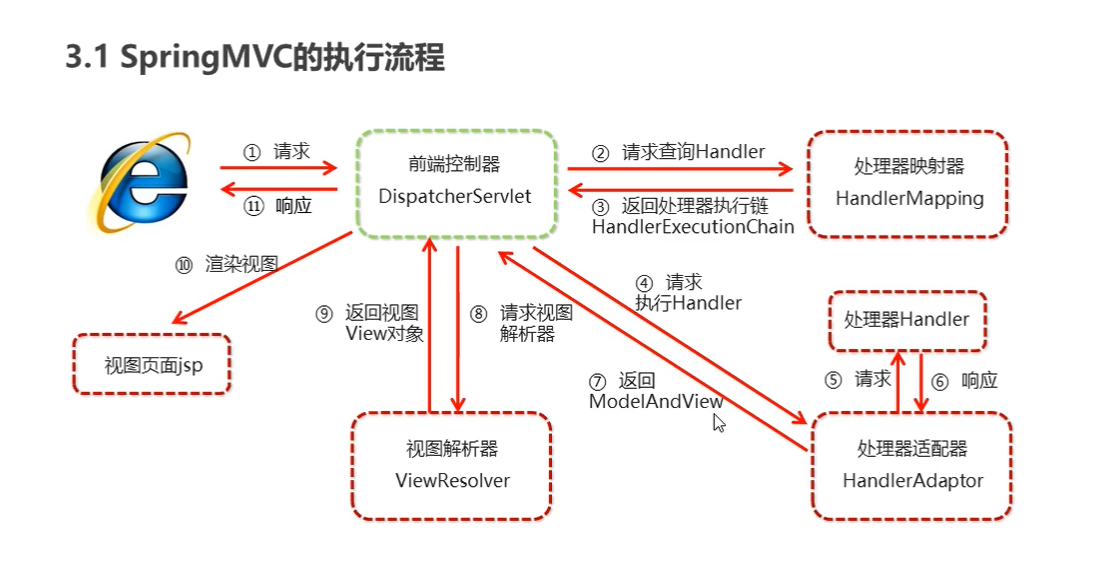 3.1 SpringMVC的执行流程
① 请求
⑪ 响应
前端控制器
DispatcherServlet
② 请求查询Handler
③ 返回处理器执行链
HandlerExecutionChain
处理器映射器
HandlerMapping
⑩ 渲染视图
④ 请求
执行Handler
处理器Handler
⑨ 返回视图
View对象
⑧ 请求视图
解析器
视图页面jsp
⑦ 返回
ModelAndView
⑤ 请求
⑥ 响应
视图解析器
ViewResolver
处理器适配器
HandlerAdaptor